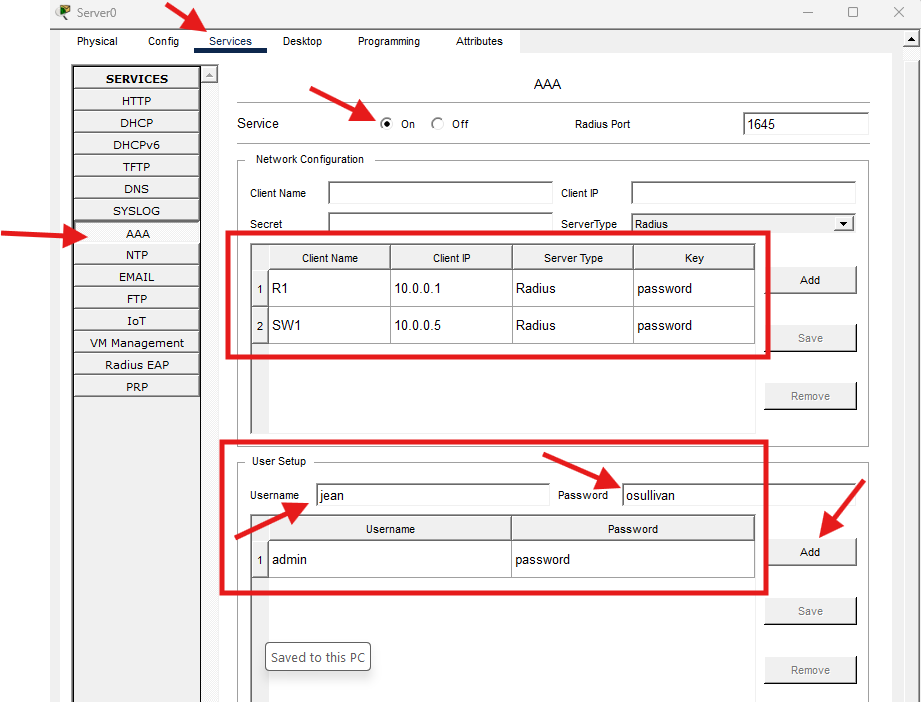 Server0
Physical Config Services Desktop Programming Attributes
SERVICES
HTTP
DHCP
DHCPv6
TFTP
DNS
SYSLOG
AAA
NTP
EMAIL
FTP
IoT
VM Management
Radius EAP
PRP
AAA
Service On Off Radius Port 1645
Network Configuration
Client Name Client IP
Secret ServerType Radius
Client Name Client IP Server Type Key
1 R1 10.0.0.1 Radius password
2 SW1 10.0.0.5 Radius password
Add
Save
Remove
User Setup
Username jean Password osullivan
Username Password
1 admin password
Add
Save
Remove
Saved to this PC